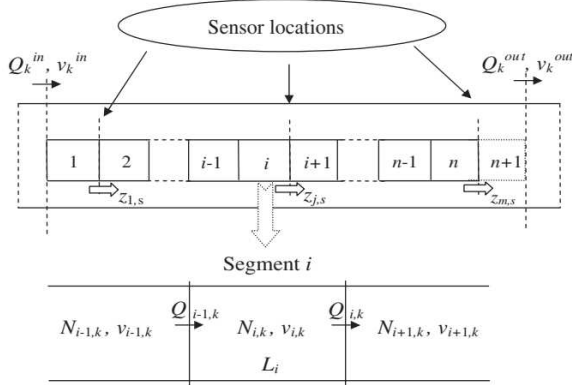 Sensor locations
Q_k^in, v_k^in Q_k^out, v_k^out
1 2 i-1 i i+1 n-1 n n+1
z_1,s z_j,s z_m,s
Segment i
Q_i-1,k Q_i,k
N_i-1,k, v_i-1,k N_i,k, v_i,k N_i+1,k, v_i+1,k
L_i